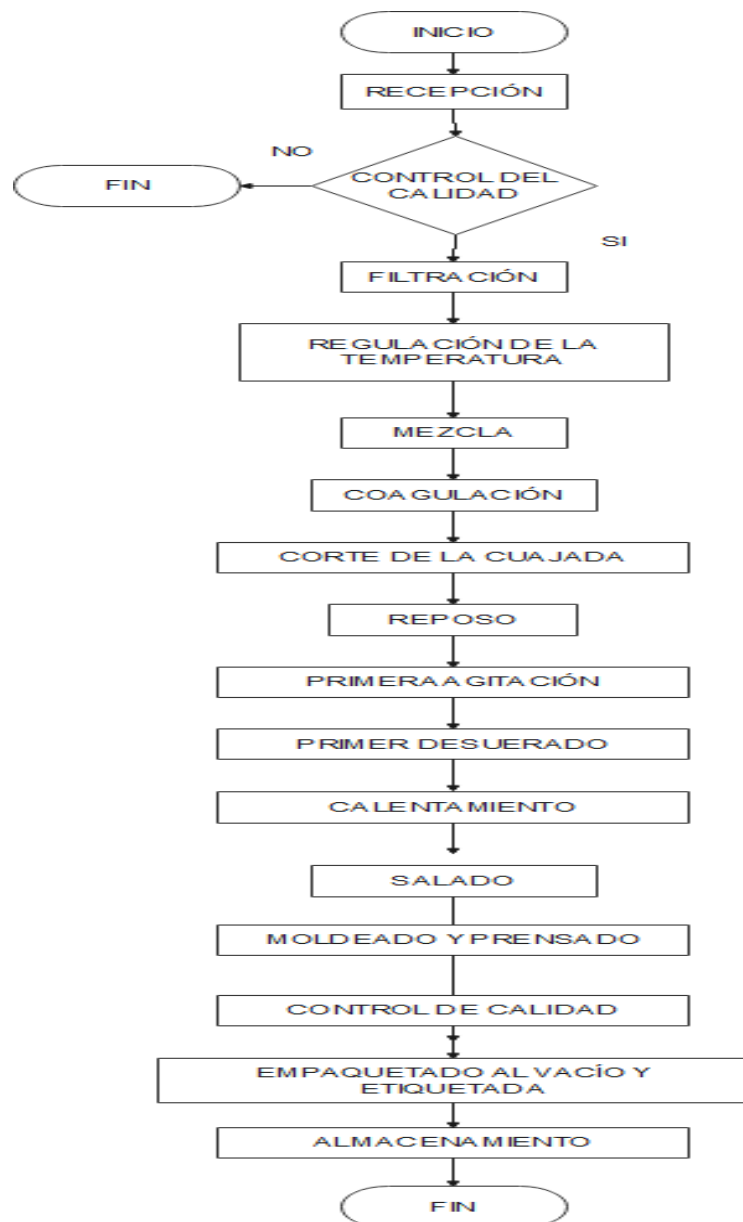 INICIO
RECEPCIÓN
NO
FIN
CONTROL DEL
CALIDAD
SI
FILTRACIÓN
REGULACIÓN DE LA
TEMPERATURA
MEZCLA
COAGULACIÓN
CORTE DE LA CUAJADA
REPOSO
PRIMERA AGITACIÓN
PRIMER DESUERADO
CALENTAMIENTO
SALADO
MOLDEADO Y PRENSADO
CONTROL DE CALIDAD
EMPAQUETADO AL VACÍO Y
ETIQUETADA
ALMACENAMIENTO
FIN